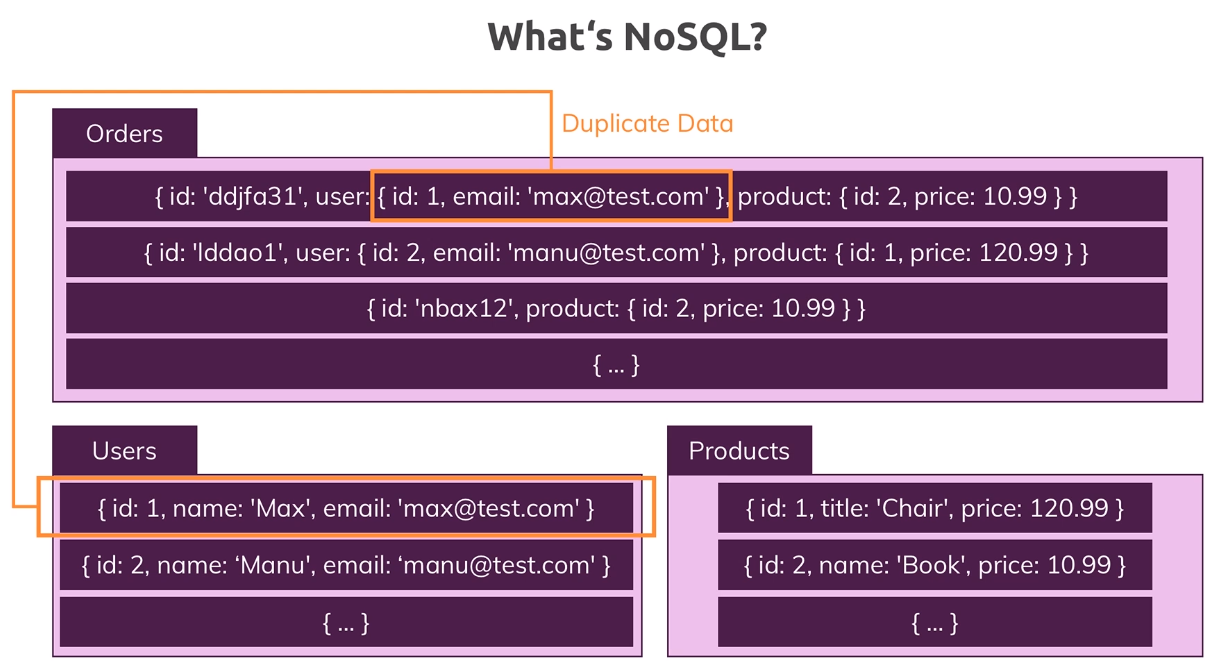 What‘s NoSQL?
Duplicate Data
Orders
{ id: 'ddjfa31', user: { id: 1, email: 'max@test.com' }, product: { id: 2, price: 10.99 } }
{ id: 'lddao1', user: { id: 2, email: 'manu@test.com' }, product: { id: 1, price: 120.99 } }
{ id: 'nbax12', product: { id: 2, price: 10.99 } }
{ ... }
Users
{ id: 1, name: 'Max', email: 'max@test.com' }
{ id: 2, name: ‘Manu', email: ‘manu@test.com' }
{ ... }
Products
{ id: 1, title: 'Chair', price: 120.99 }
{ id: 2, name: 'Book', price: 10.99 }
{ ... }